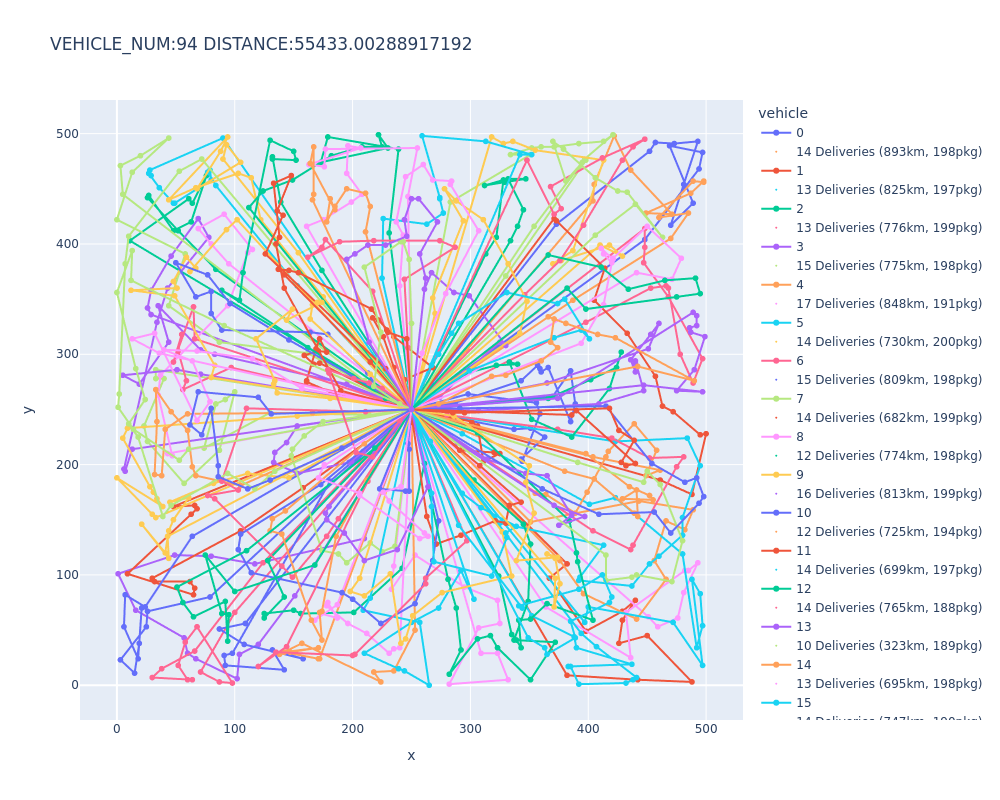 VEHICLE_NUM:94 DISTANCE:55433.00288917192
vehicle
0
14 Deliveries (893km, 198pkg)
1
13 Deliveries (825km, 197pkg)
2
13 Deliveries (776km, 199pkg)
3
15 Deliveries (775km, 198pkg)
4
17 Deliveries (848km, 191pkg)
5
14 Deliveries (730km, 200pkg)
6
15 Deliveries (809km, 198pkg)
7
14 Deliveries (682km, 199pkg)
8
12 Deliveries (774km, 198pkg)
9
16 Deliveries (813km, 199pkg)
10
12 Deliveries (725km, 194pkg)
11
14 Deliveries (699km, 197pkg)
12
14 Deliveries (765km, 188pkg)
13
10 Deliveries (323km, 189pkg)
14
13 Deliveries (695km, 198pkg)
15
500
400
300
200
100
0
y
0
100
200
300
400
500
x